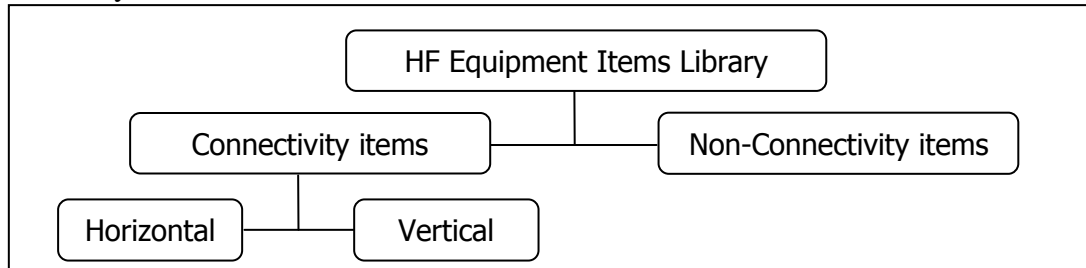 HF Equipment Items Library
Connectivity items
Non-Connectivity items
Horizontal
Vertical